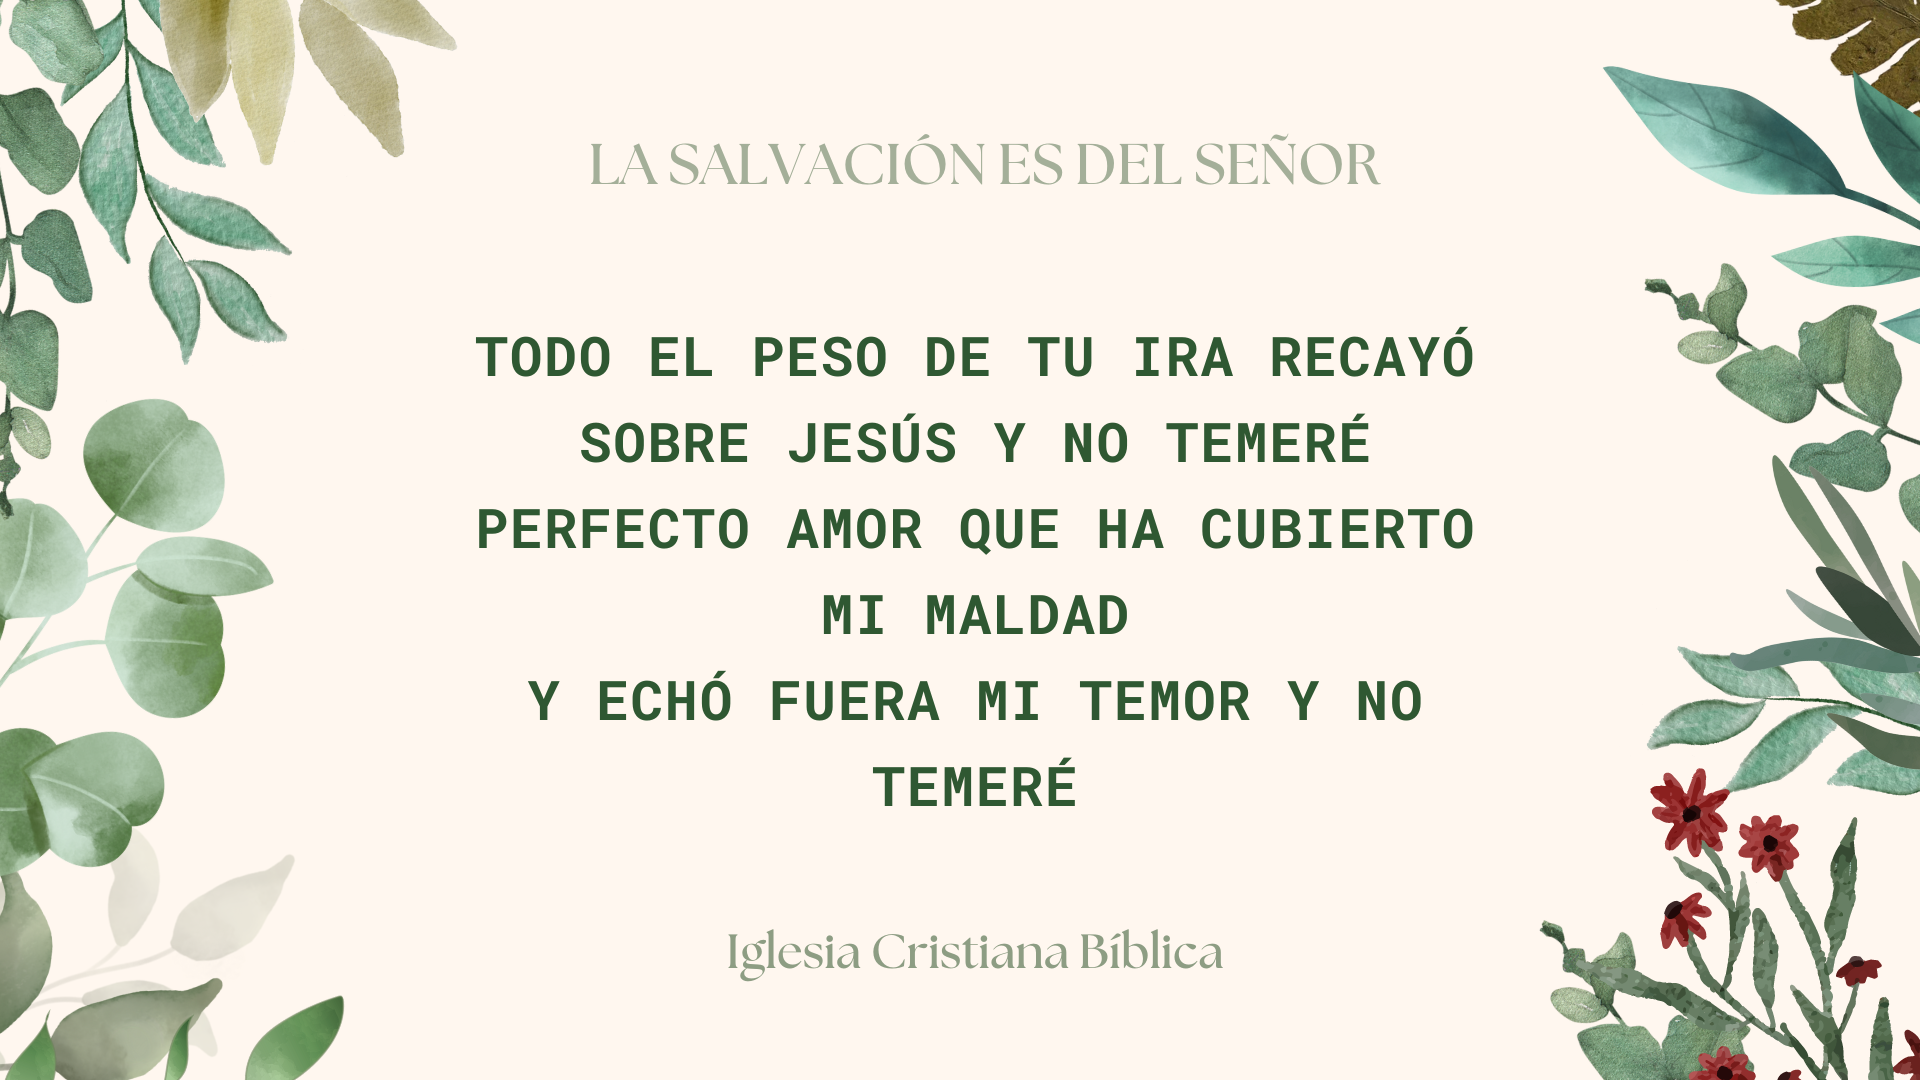 LA SALVACIÓN ES DEL SEÑOR
TODO EL PESO DE TU IRA RECAYÓ
SOBRE JESÚS Y NO TEMERÉ
PERFECTO AMOR QUE HA CUBIERTO
MI MALDAD
Y ECHÓ FUERA MI TEMOR Y NO
TEMERÉ
Iglesia Cristiana Bíblica